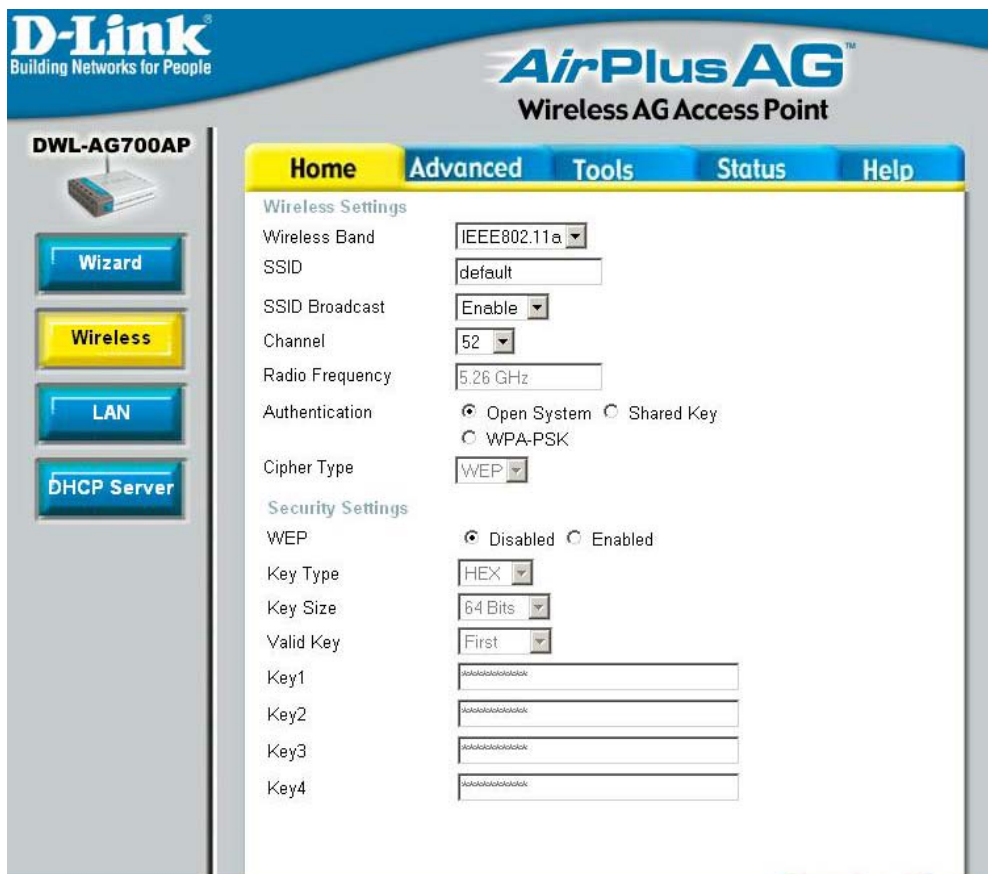 D-Link®
Building Networks for People
AirPlus AG™
Wireless AG Access Point
DWL-AG700AP
Home Advanced Tools Status Help
Wizard
Wireless
LAN
DHCP Server
Wireless Settings
Wireless Band IEEE802.11a
SSID default
SSID Broadcast Enable
Channel 52
Radio Frequency 5.26 GHz
Authentication Open System Shared Key
WPA-PSK
Cipher Type WEP
Security Settings
WEP Disabled Enabled
Key Type HEX
Key Size 64 Bits
Valid Key First
Key1
Key2
Key3
Key4